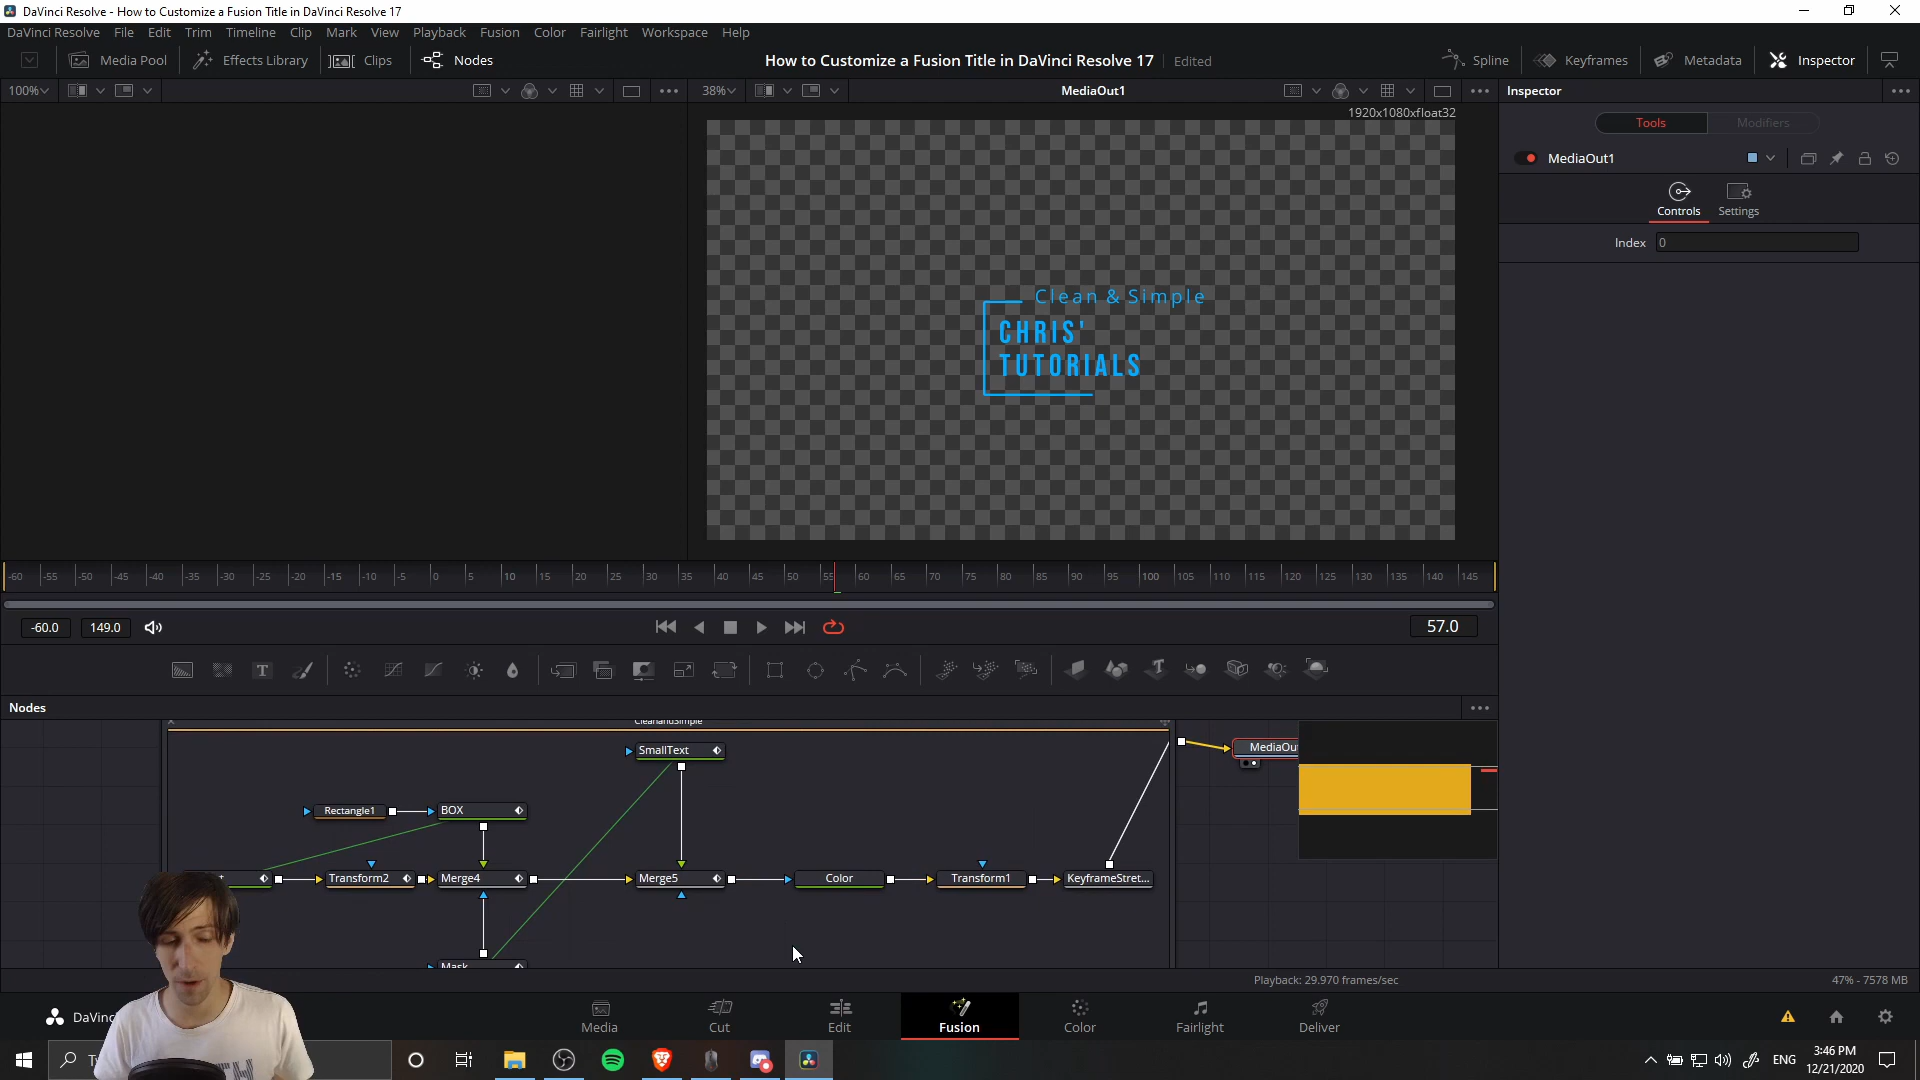 DaVinci Resolve - How to Customize a Fusion Title in DaVinci Resolve 17
DaVinci Resolve File Edit Trim Timeline Clip Mark View Playback Fusion Color Fairlight Workspace Help
Media Pool Effects Library Clips Nodes
How to Customize a Fusion Title in DaVinci Resolve 17 Edited
Spline Keyframes Metadata Inspector
100% 38% MediaOut1 Inspector
1920x1080xfloat32
Tools Modifiers
MediaOut1
Controls Settings
Index 0
Clean & Simple
CHRIS'
TUTORIALS
-60 -55 -50 -45 -40 -35 -30 -25 -20 -15 -10 -5 0 5 10 15 20 25 30 35 40 45 50 55 60 65 70 75 80 85 90 95 100 105 110 115 120 125 130 135 140 145
-60.0 149.0 57.0
Nodes
CleanandSimple
SmallText
MediaOu
Rectangle1 BOX
Transform2 Merge4 Merge5 Color Transform1 KeyframeStret...
Mask
Playback: 29.970 frames/sec 47% - 7578 MB
DaVinc
Media Cut Edit Fusion Color Fairlight Deliver
ENG
3:46 PM
12/21/2020